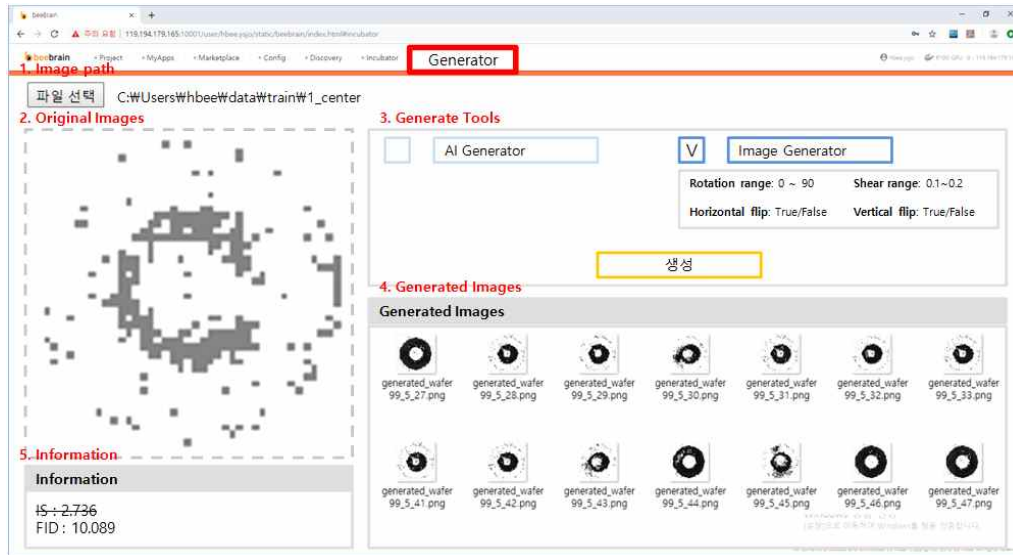 beebrain
주의 요함 | 119.194.179.165:10001/user/hbee.ysjo/static/beebrain/index.html#incubator
beebrain Project MyApps Marketplace Config Discovery Incubator Generator
1. Image path
파일 선택 C:₩Users₩hbee₩data₩train₩1_center
2. Original Images
3. Generate Tools
V
AI Generator
Image Generator
Rotation range: 0 ~ 90 Shear range: 0.1~0.2
Horizontal flip: True/False Vertical flip: True/False
생성
4. Generated Images
Generated Images
generated_wafer generated_wafer generated_wafer generated_wafer generated_wafer generated_wafer generated_wafer
99_5_27.png 99_5_28.png 99_5_29.png 99_5_30.png 99_5_31.png 99_5_32.png 99_5_33.png
generated_wafer generated_wafer generated_wafer generated_wafer generated_wafer generated_wafer generated_wafer
99_5_41.png 99_5_42.png 99_5_43.png 99_5_44.png 99_5_45.png 99_5_46.png 99_5_47.png
5. Information
Information
IS : 2.736
FID : 10.089